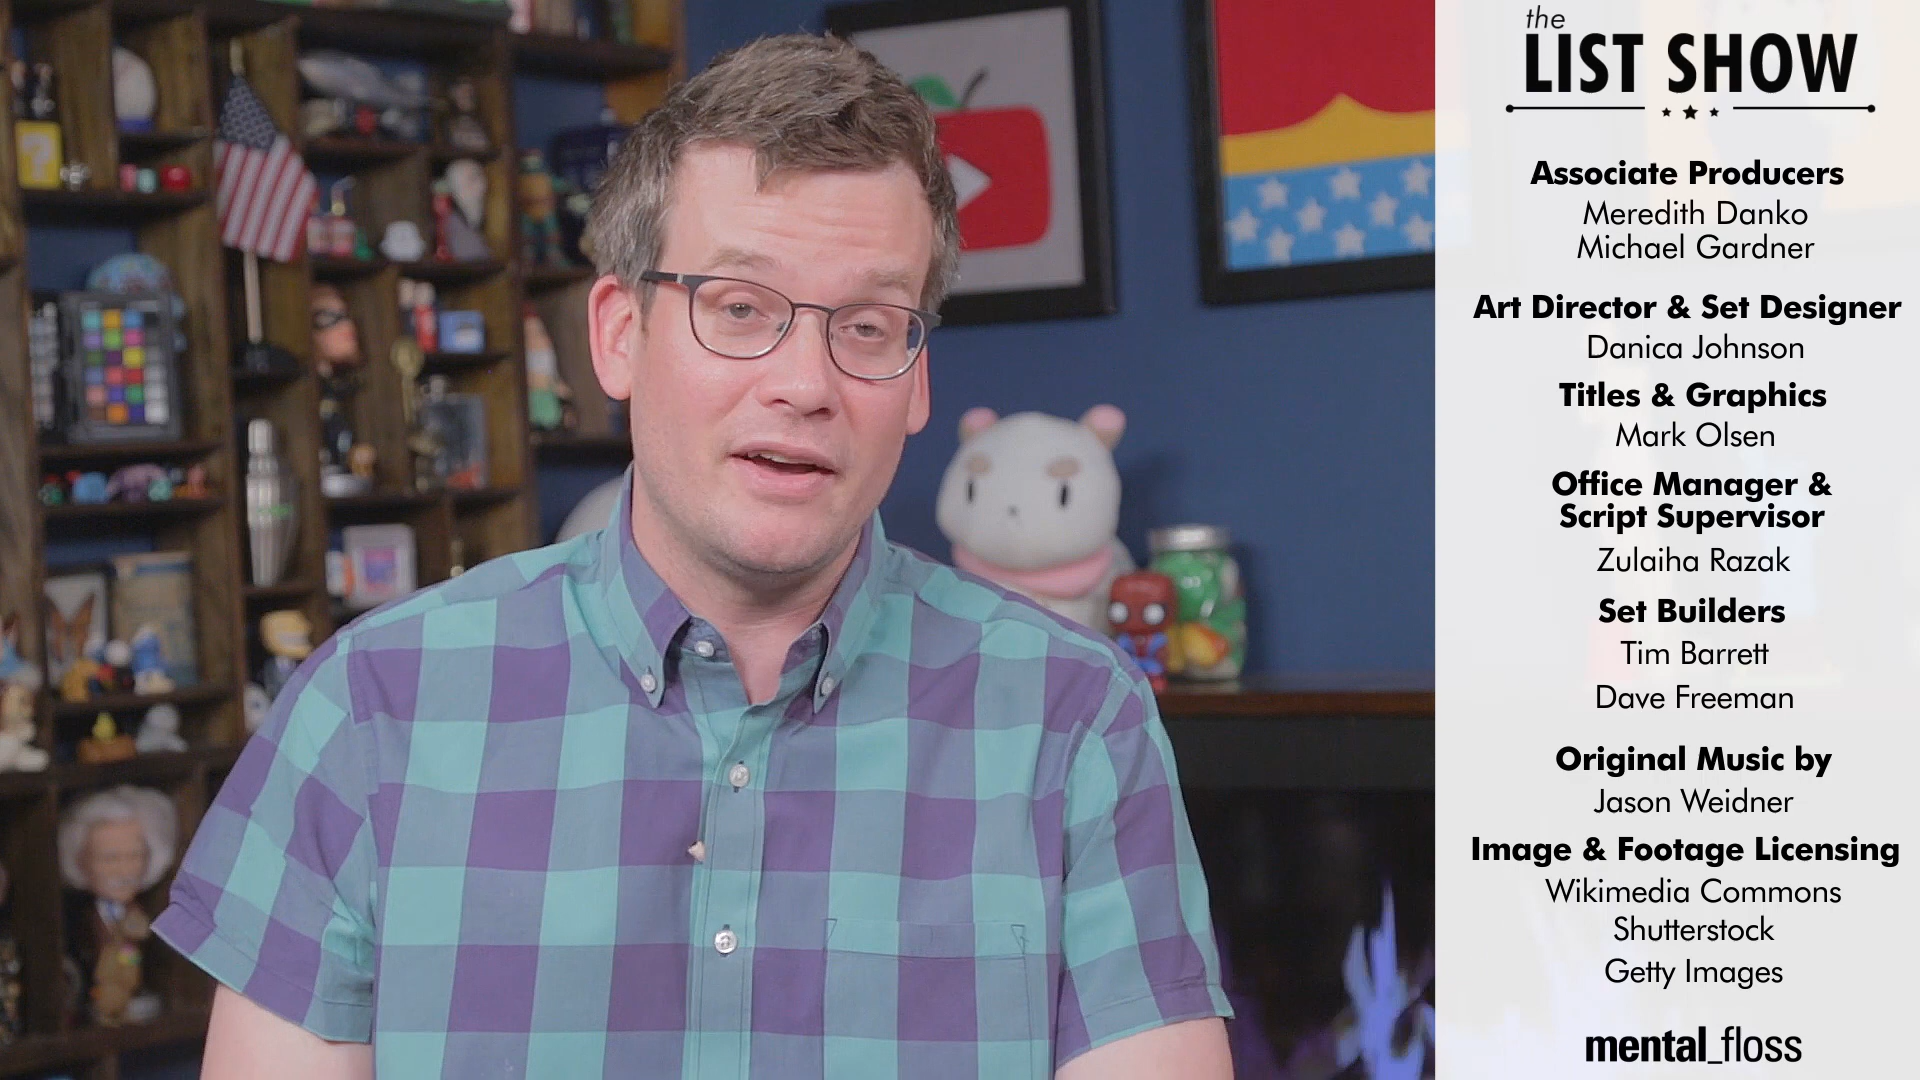 the
LIST SHOW
Associate Producers
Meredith Danko
Michael Gardner
Art Director & Set Designer
Danica Johnson
Titles & Graphics
Mark Olsen
Office Manager &
Script Supervisor
Zulaiha Razak
Set Builders
Tim Barrett
Dave Freeman
Original Music by
Jason Weidner
Image & Footage Licensing
Wikimedia Commons
Shutterstock
Getty Images
mental_floss
?